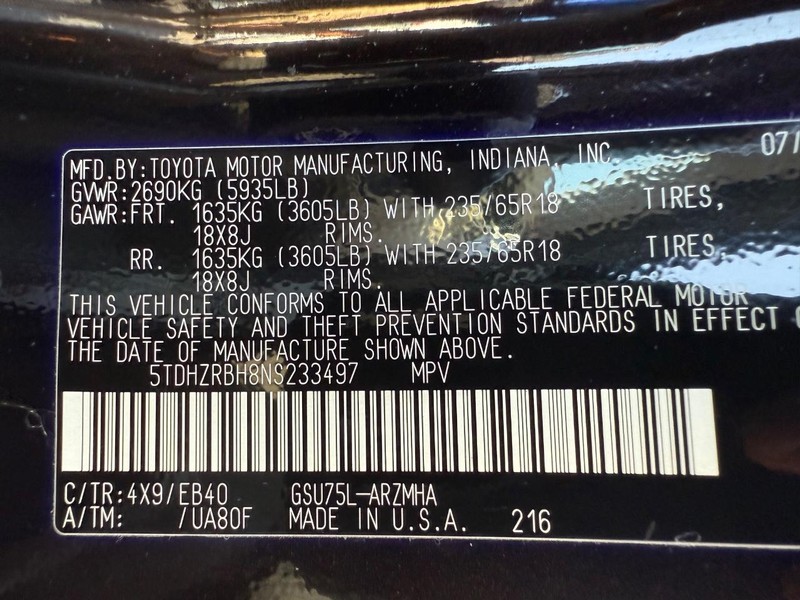 MFD.BY:TOYOTA MOTOR MANUFACTURING, INDIANA, INC. 07/
GVWR:2690KG (5935LB)
GAWR:FRT. 1635KG (3605LB) WITH 235/65R18 TIRES,
18X8J RIMS.
RR. 1635KG (3605LB) WITH 235/65R18 TIRES,
18X8J RIMS.
THIS VEHICLE CONFORMS TO ALL APPLICABLE FEDERAL MOTOR
VEHICLE SAFETY AND THEFT PREVENTION STANDARDS IN EFFECT
THE DATE OF MANUFACTURE SHOWN ABOVE.
5TDHZRBH8NS233497 MPV
C/TR:4X9/EB40 GSU75L-ARZMHA
A/TM: /UA80F MADE IN U.S.A. 216